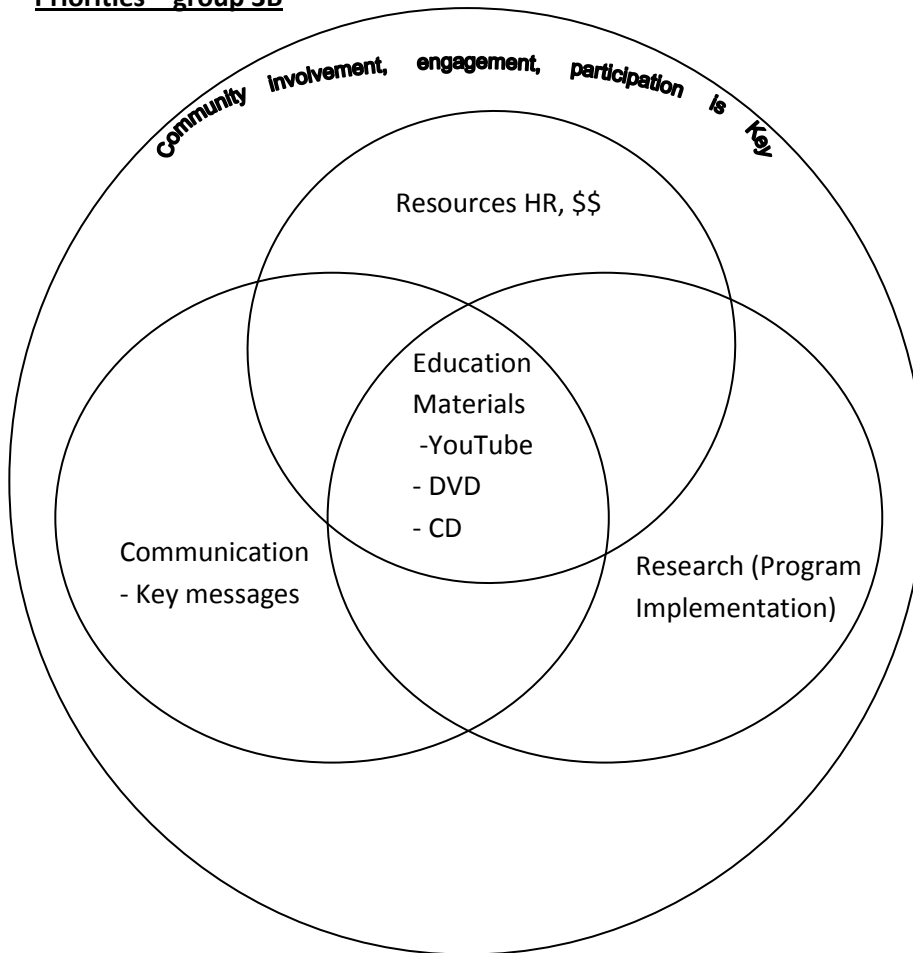 Priorities – group 3B
Community involvement, engagement, participation is Key
Resources HR, $$
Education
Materials
-YouTube
- DVD
- CD
Communication
- Key messages
Research (Program
Implementation)